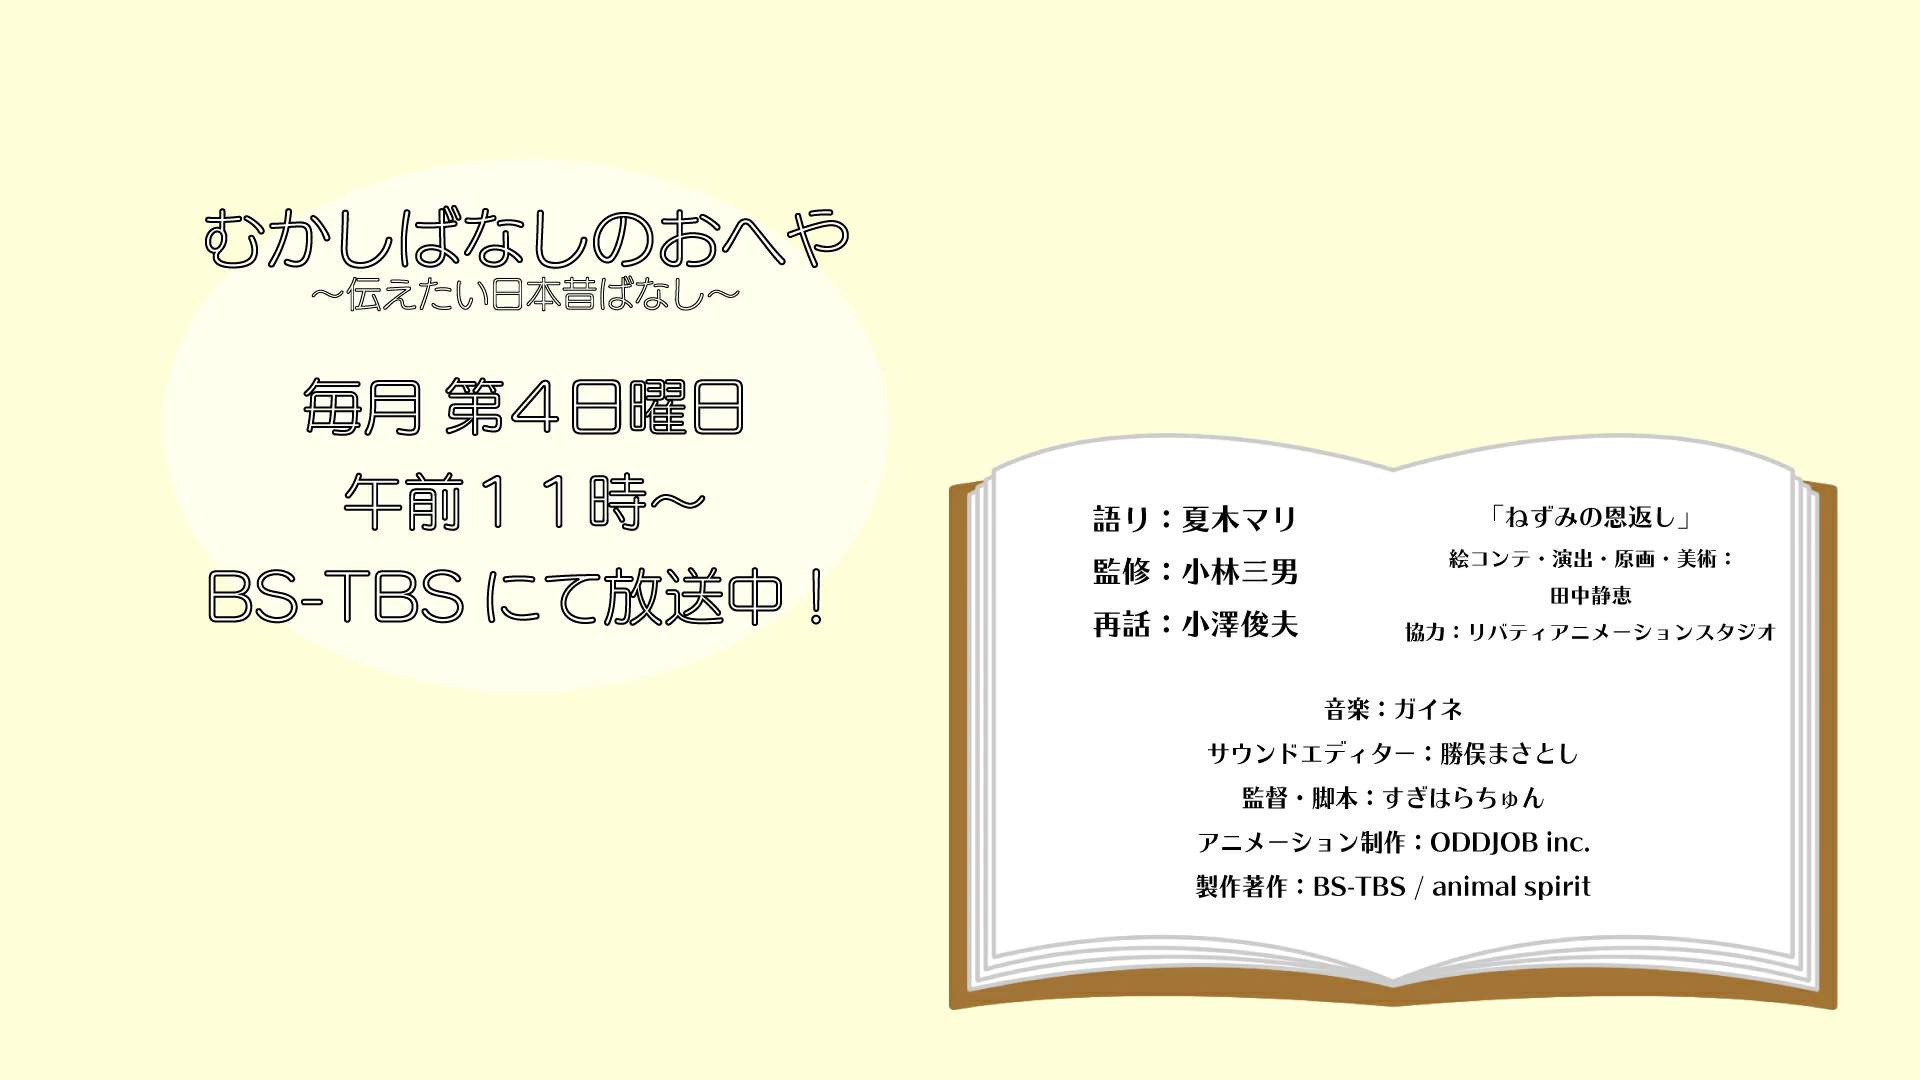 むかしばなしのおへや
〜伝えたい日本昔ばなし〜
毎月 第４日曜日
午前１１時〜
BS-TBS にて放送中！
語り：夏木マリ
監修：小林三男
再話：小澤俊夫
「ねずみの恩返し」
絵コンテ・演出・原画・美術：
田中静恵
協力：リバティアニメーションスタジオ
音楽：ガイネ
サウンドエディター：勝俣まさとし
監督・脚本：すぎはらちゅん
アニメーション制作：ODDJOB inc.
製作著作：BS-TBS / animal spirit